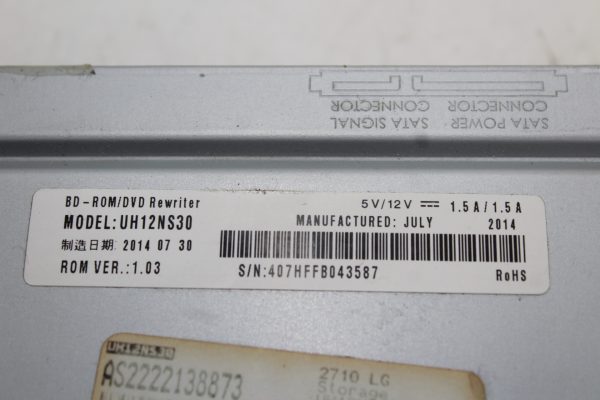 SATA SIGNAL CONNECTOR
SATA POWER CONNECTOR
BD-ROM/DVD Rewriter
5V/12V ⎓ 1.5A/1.5A
MODEL:UH12NS30
MANUFACTURED: JULY 2014
制造日期: 2014 07 30
ROM VER.:1.03
S/N:407HFFB043587
RoHS
UH12NS30
AS2222138873
2710 LG
Storage